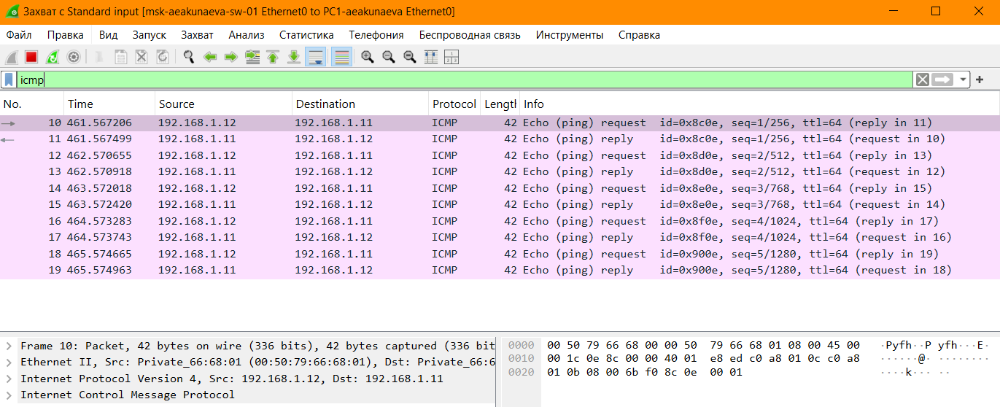 Захват с Standard input [msk-aeakunaeva-sw-01 Ethernet0 to PC1-aeakunaeva Ethernet0]
Файл Правка Вид Запуск Захват Анализ Статистика Телефония Беспроводная связь Инструменты Справка
icmp
No. Time Source Destination Protocol Length Info
10 461.567206 192.168.1.12 192.168.1.11 ICMP 42 Echo (ping) request id=0x8c0e, seq=1/256, ttl=64 (reply in 11)
11 461.567499 192.168.1.11 192.168.1.12 ICMP 42 Echo (ping) reply id=0x8c0e, seq=1/256, ttl=64 (request in 10)
12 462.570655 192.168.1.12 192.168.1.11 ICMP 42 Echo (ping) request id=0x8d0e, seq=2/512, ttl=64 (reply in 13)
13 462.570918 192.168.1.11 192.168.1.12 ICMP 42 Echo (ping) reply id=0x8d0e, seq=2/512, ttl=64 (request in 12)
14 463.572018 192.168.1.12 192.168.1.11 ICMP 42 Echo (ping) request id=0x8e0e, seq=3/768, ttl=64 (reply in 15)
15 463.572420 192.168.1.11 192.168.1.12 ICMP 42 Echo (ping) reply id=0x8e0e, seq=3/768, ttl=64 (request in 14)
16 464.573283 192.168.1.12 192.168.1.11 ICMP 42 Echo (ping) request id=0x8f0e, seq=4/1024, ttl=64 (reply in 17)
17 464.573743 192.168.1.11 192.168.1.12 ICMP 42 Echo (ping) reply id=0x8f0e, seq=4/1024, ttl=64 (request in 16)
18 465.574665 192.168.1.12 192.168.1.11 ICMP 42 Echo (ping) request id=0x900e, seq=5/1280, ttl=64 (reply in 19)
19 465.574963 192.168.1.11 192.168.1.12 ICMP 42 Echo (ping) reply id=0x900e, seq=5/1280, ttl=64 (request in 18)
Frame 10: Packet, 42 bytes on wire (336 bits), 42 bytes captured (336 bit
Ethernet II, Src: Private_66:68:01 (00:50:79:66:68:01), Dst: Private_66:6
Internet Protocol Version 4, Src: 192.168.1.12, Dst: 192.168.1.11
Internet Control Message Protocol
0000 00 50 79 66 68 00 00 50 79 66 68 01 08 00 45 00 ·Pyfh··P yfh···E·
0010 00 1c 0e 8c 00 00 40 01 e8 ed c0 a8 01 0c c0 a8 ······@· ········
0020 01 0b 08 00 6b f0 8c 0e 00 01 ····k··· ··